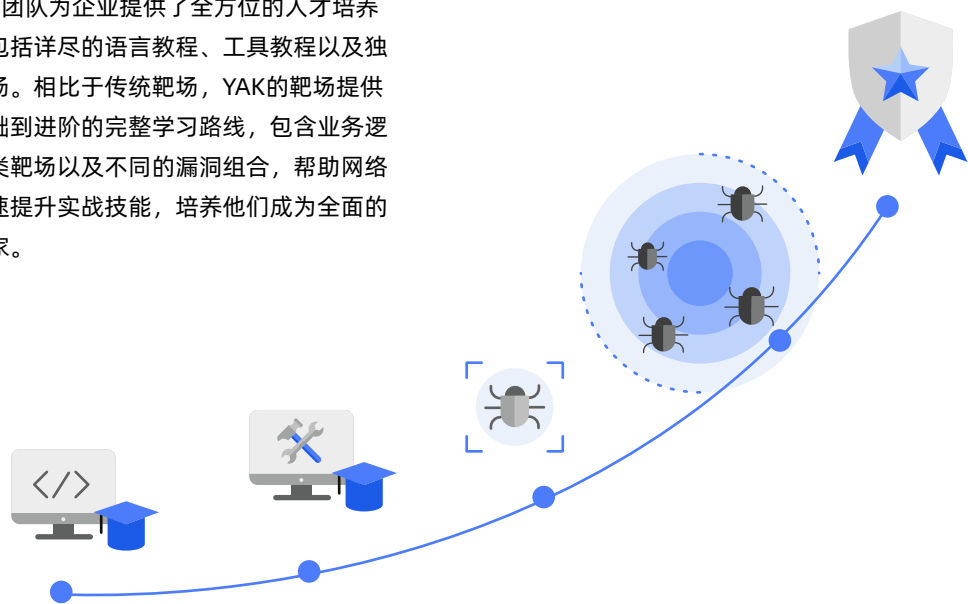 团队为企业提供了全方位的人才培养
包括详尽的语言教程、工具教程以及独
场。相比于传统靶场，YAK的靶场提供
础到进阶的完整学习路线，包含业务逻
类靶场以及不同的漏洞组合，帮助网络
速提升实战技能，培养他们成为全面的
家。